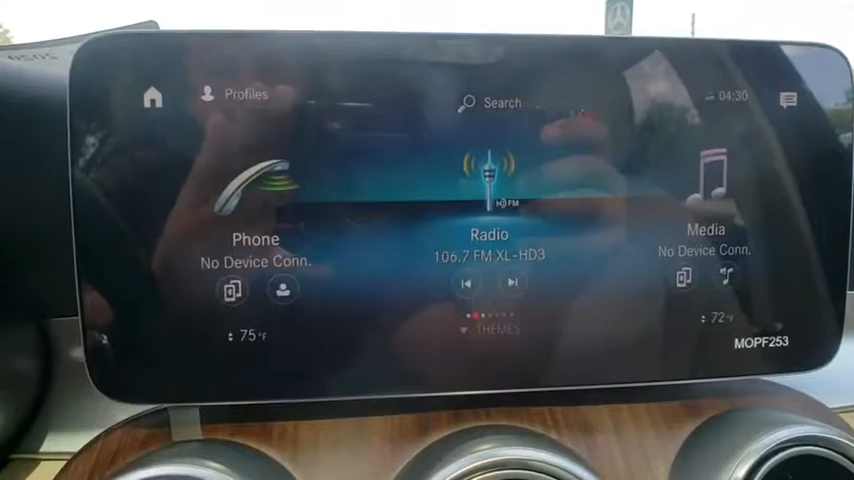 Profiles
Search
04:30
HD FM
Phone
No Device Conn.
Radio
106.7 FM XL-HD3
Media
No Device Conn.
THEMES
75°F
72°F
MOPF253